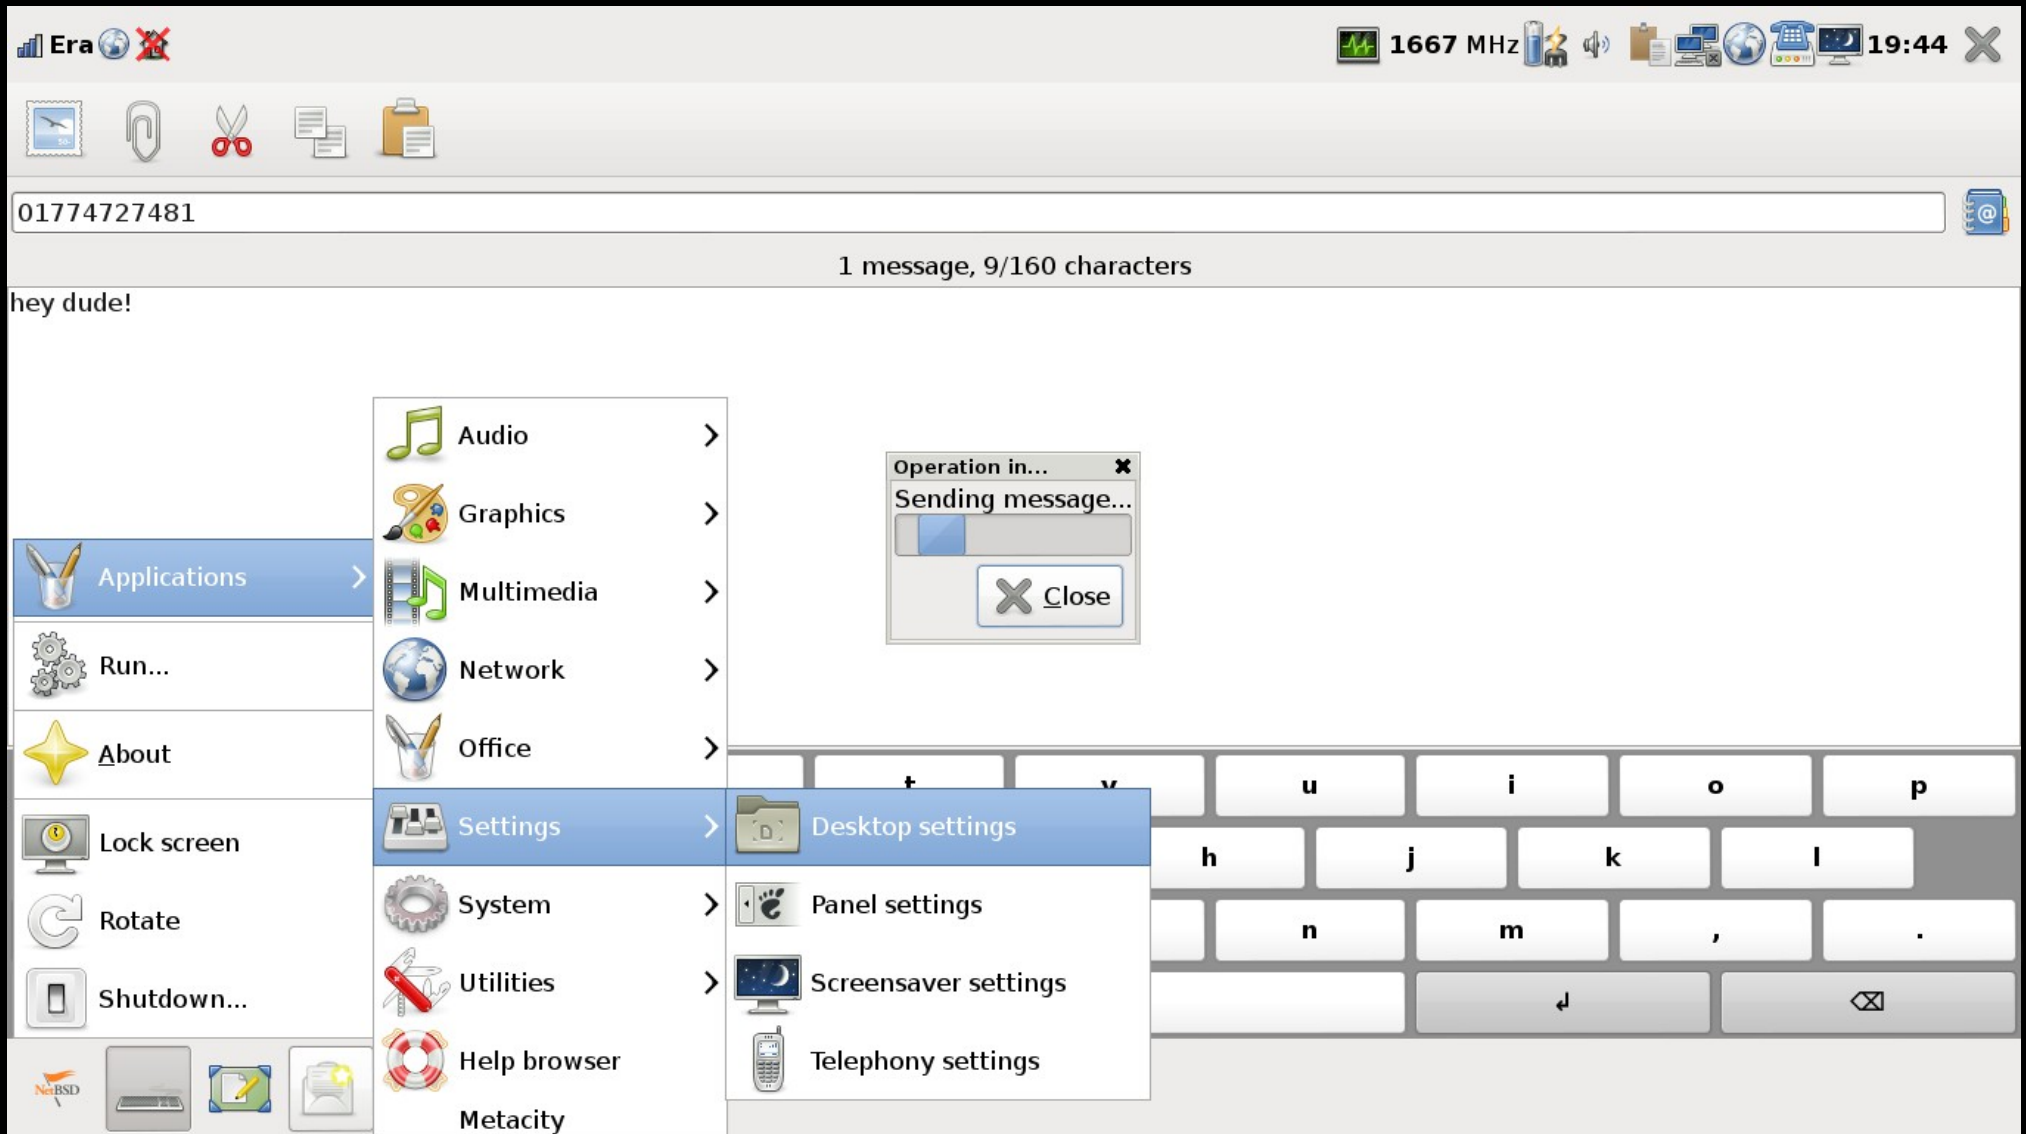 Era
1667 MHz
19:44
01774727481
1 message, 9/160 characters
hey dude!
Operation in...
Sending message...
Close
Applications
Run...
About
Lock screen
Rotate
Shutdown...
Audio
Graphics
Multimedia
Network
Office
Settings
System
Utilities
Help browser
Metacity
Desktop settings
Panel settings
Screensaver settings
Telephony settings
t y u i o p
h j k l
n m , .
NetBSD